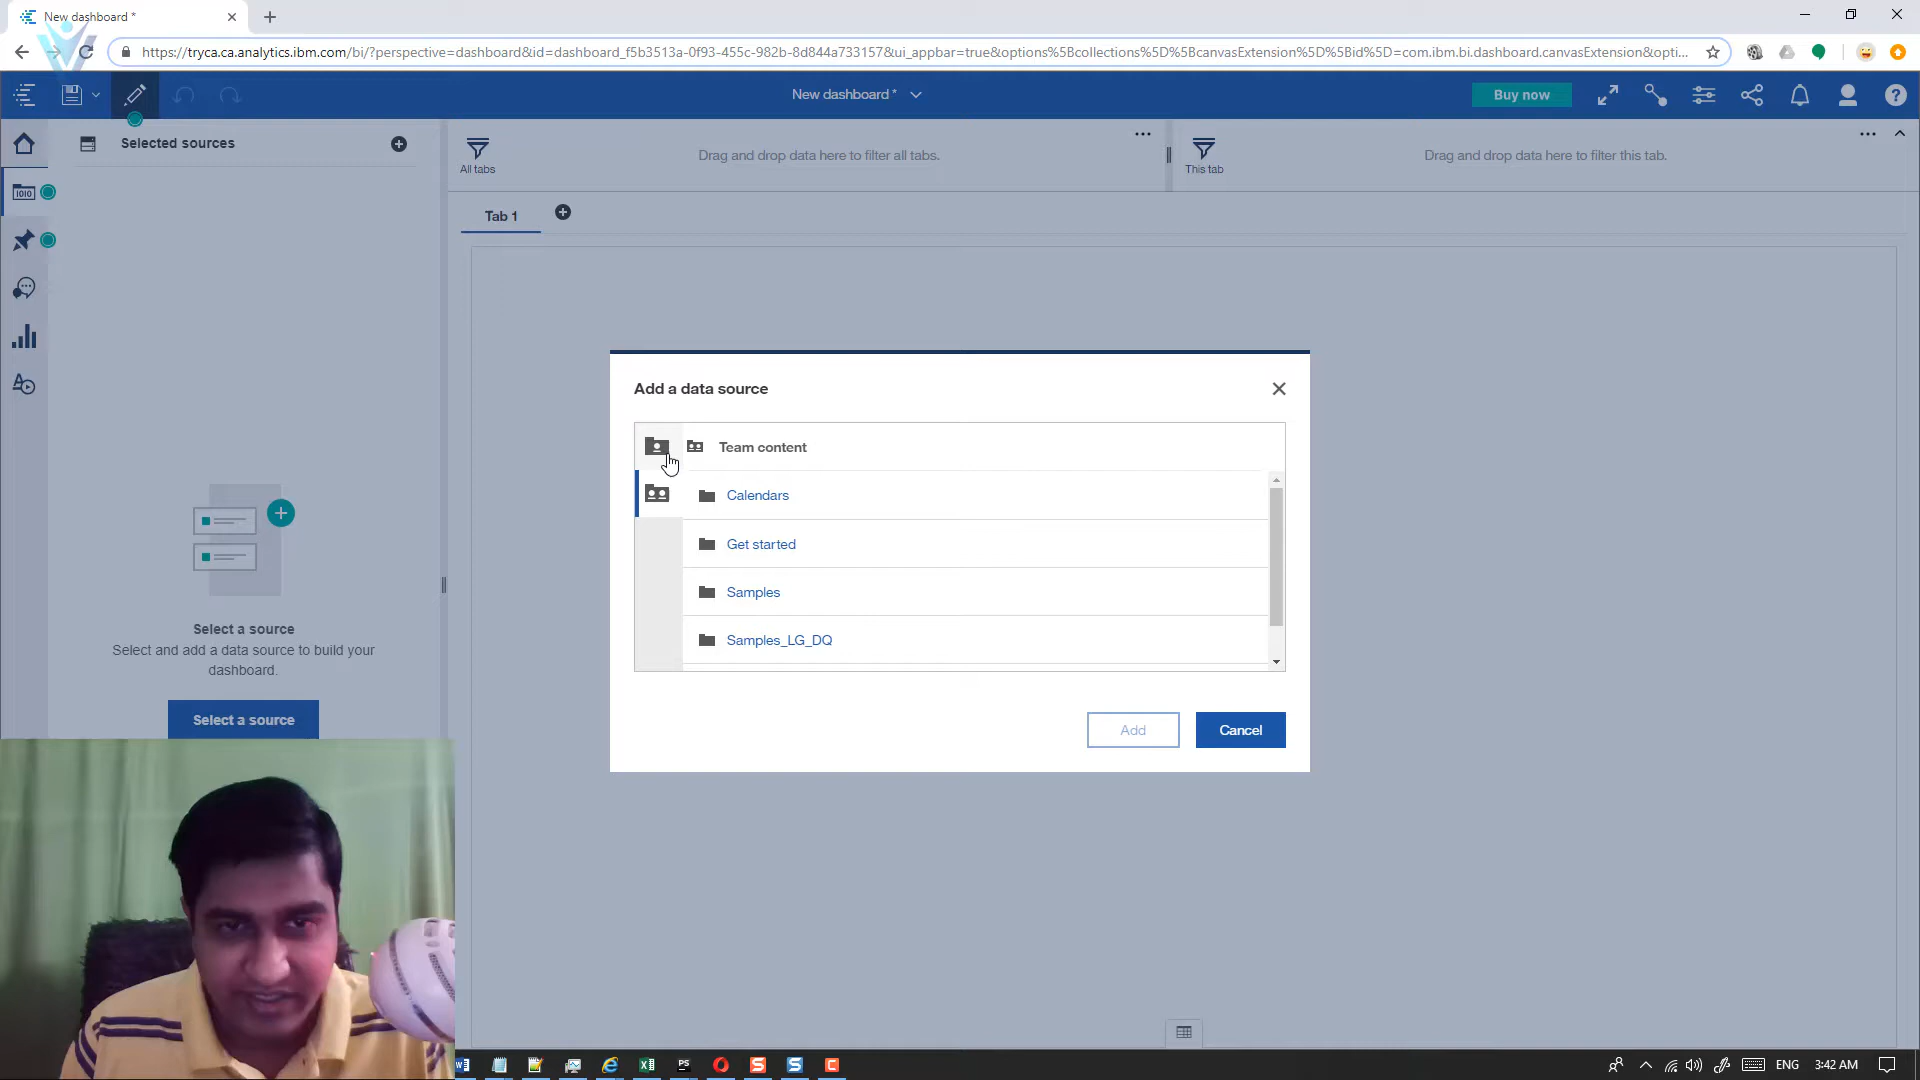 New dashboard *
https://tryca.ca.analytics.ibm.com/bi/?perspective=dashboard&id=dashboard_f5b3513a-0f93-455c-982b-8d844a733157&ui_appbar=true&options%5Bcollections%5D%5BcanvasExtension%5D%5Bid%5D=com.ibm.bi.dashboard.canvasExtension&opti...
New dashboard *
Buy now
Selected sources
All tabs
Drag and drop data here to filter all tabs.
This tab
Drag and drop data here to filter this tab.
Tab 1
Add a data source
Team content
Calendars
Get started
Samples
Samples_LG_DQ
Add
Cancel
Select a source
Select and add a data source to build your
dashboard.
Select a source
ENG
3:42 AM